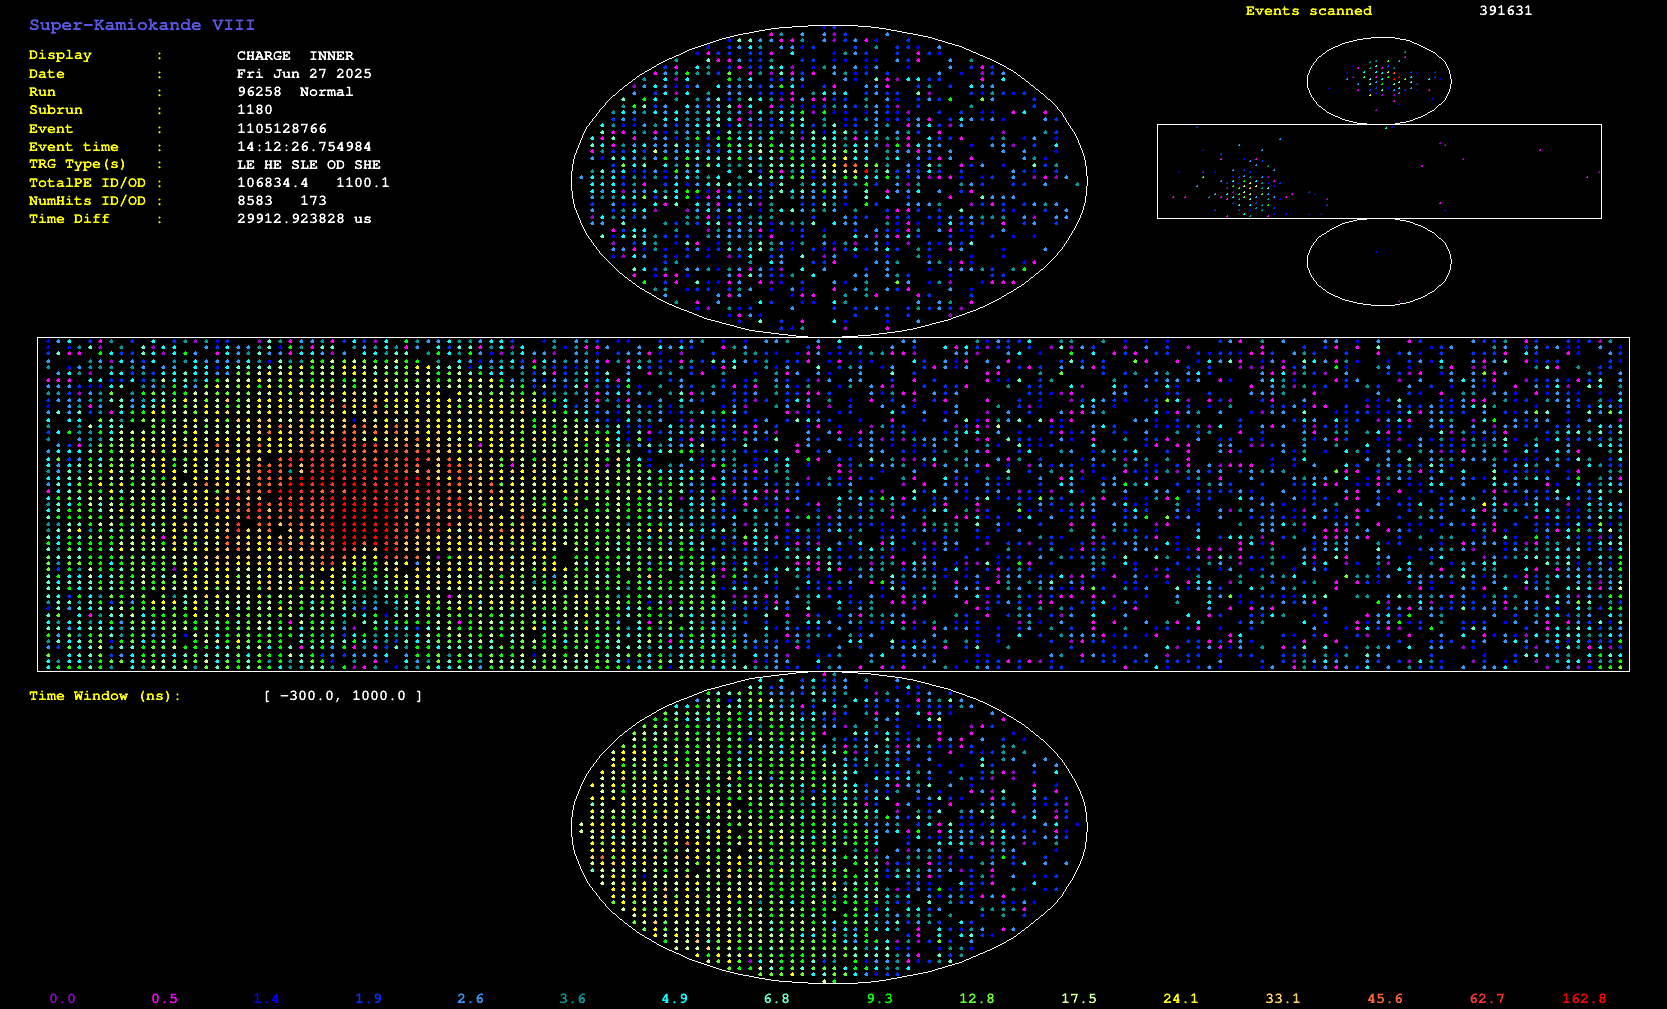 Super-Kamiokande VIII
Events scanned 391631
Display : CHARGE INNER
Date : Fri Jun 27 2025
Run : 96258 Normal
Subrun : 1180
Event : 1105128766
Event time : 14:12:26.754984
TRG Type(s) : LE HE SLE OD SHE
TotalPE ID/OD : 106834.4 1100.1
NumHits ID/OD : 8583 173
Time Diff : 29912.923828 us
Time Window (ns): [ -300.0, 1000.0 ]
0.0 0.5 1.4 1.9 2.6 3.6 4.9 6.8 9.3 12.8 17.5 24.1 33.1 45.6 62.7 162.8